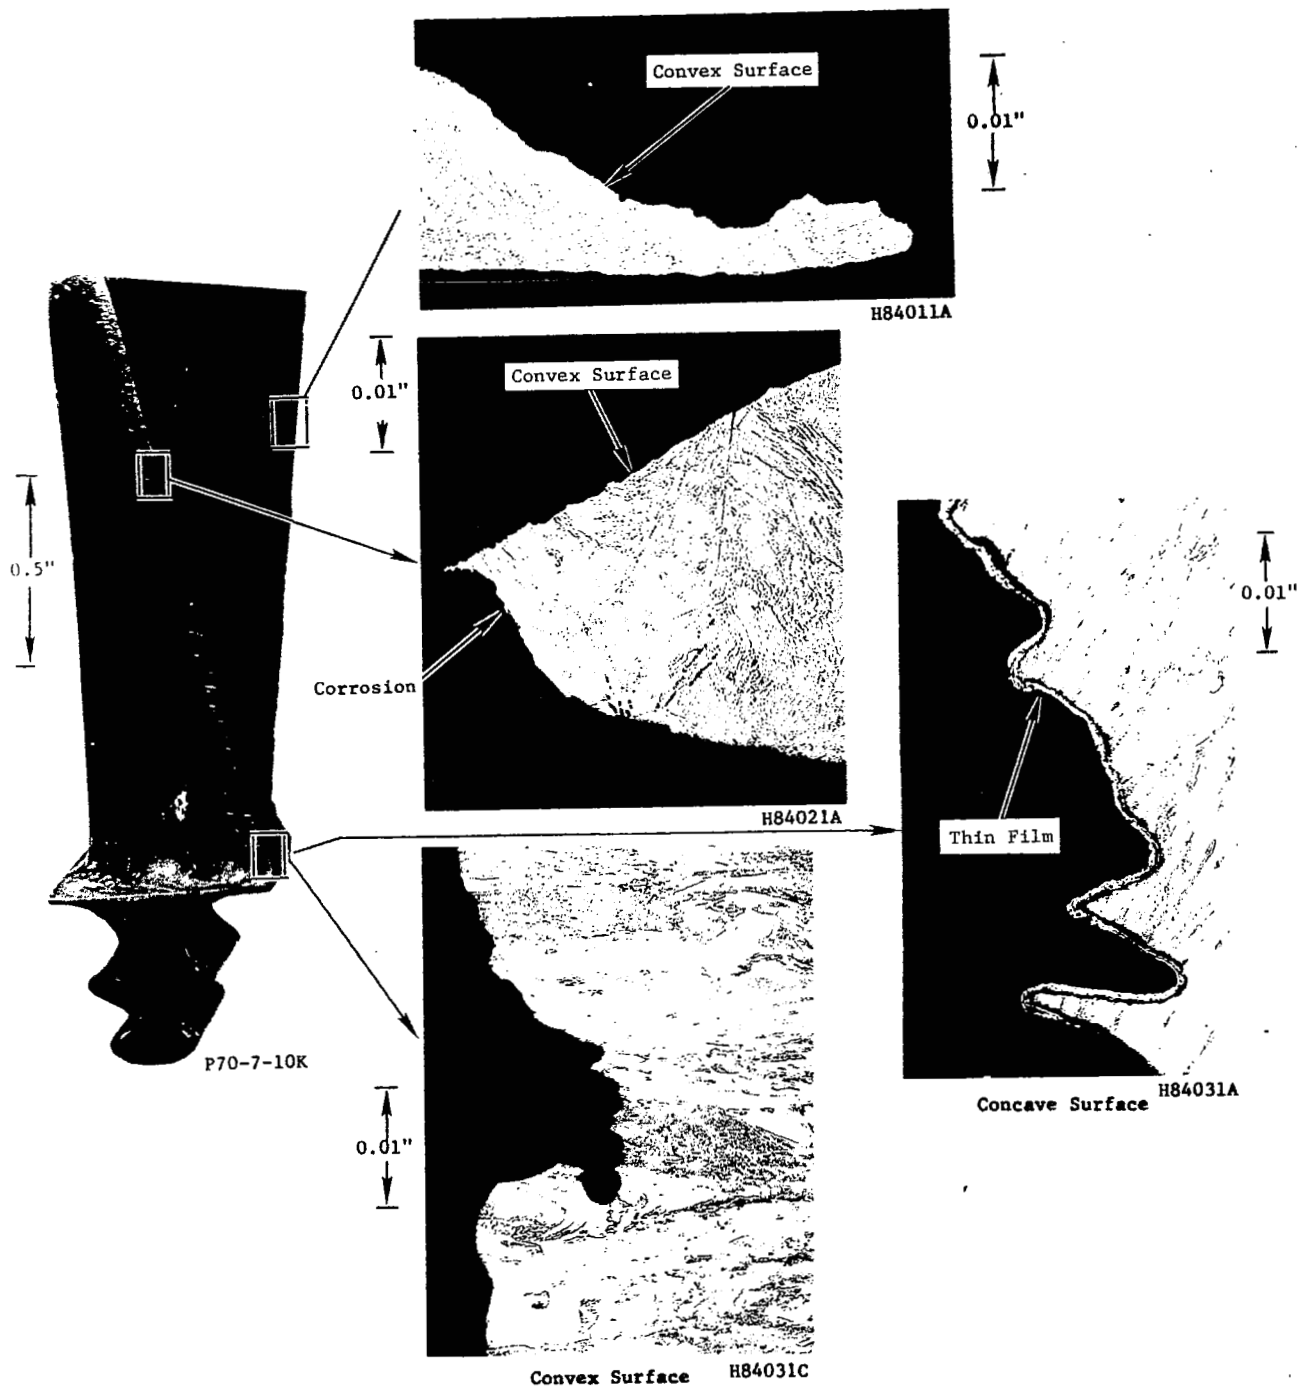 Convex Surface
0.01"
H84011A
0.01"
Convex Surface
0.5"
0.01"
Corrosion
H84021A
Thin Film
P70-7-10K
H84031A
Concave Surface
0.01"
Convex Surface
H84031C